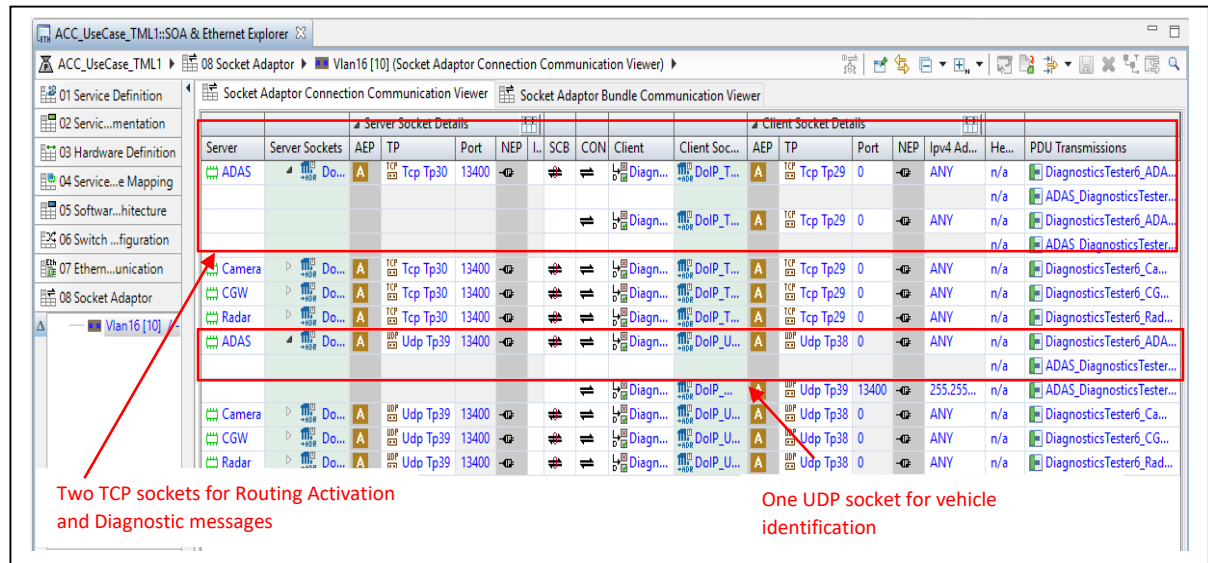 ACC_UseCase_TML1::SOA & Ethernet Explorer
ACC_UseCase_TML1 08 Socket Adaptor Vlan16 [10] (Socket Adaptor Connection Communication Viewer)
01 Service Definition
02 Servic...mentation
03 Hardware Definition
04 Service...e Mapping
05 Softwar...hitecture
06 Switch ...figuration
07 Ethern...unication
08 Socket Adaptor
Vlan16 [10]
Socket Adaptor Connection Communication Viewer Socket Adaptor Bundle Communication Viewer
Server Socket Details Client Socket Details
Server Server Sockets AEP TP Port NEP I.. SCB CON Client Client Soc... AEP TP Port NEP Ipv4 Ad... He... PDU Transmissions
ADAS Do... A Tcp Tp30 13400 Diagn... DoIP_T... A Tcp Tp29 0 ANY n/a DiagnosticsTester6_ADA...
n/a ADAS_DiagnosticsTester...
Diagn... DoIP_T... A Tcp Tp29 0 ANY n/a DiagnosticsTester6_ADA...
n/a ADAS_DiagnosticsTester...
Camera Do... A Tcp Tp30 13400 Diagn... DoIP_T... A Tcp Tp29 0 ANY n/a DiagnosticsTester6_Ca...
CGW Do... A Tcp Tp30 13400 Diagn... DoIP_T... A Tcp Tp29 0 ANY n/a DiagnosticsTester6_CG...
Radar Do... A Tcp Tp30 13400 Diagn... DoIP_T... A Tcp Tp29 0 ANY n/a DiagnosticsTester6_Rad...
ADAS Do... A Udp Tp39 13400 Diagn... DoIP_U... A Udp Tp38 0 ANY n/a DiagnosticsTester6_ADA...
n/a ADAS_DiagnosticsTester...
Diagn... DoIP_... A Udp Tp39 13400 255.255... n/a ADAS_DiagnosticsTester...
Camera Do... A Udp Tp39 13400 Diagn... DoIP_U... A Udp Tp38 0 ANY n/a DiagnosticsTester6_Ca...
CGW Do... A Udp Tp39 13400 Diagn... DoIP_U... A Udp Tp38 0 ANY n/a DiagnosticsTester6_CG...
Radar Do... A Udp Tp39 13400 Diagn... DoIP_U... A Udp Tp38 0 ANY n/a DiagnosticsTester6_Rad...
Two TCP sockets for Routing Activation
and Diagnostic messages
One UDP socket for vehicle
identification